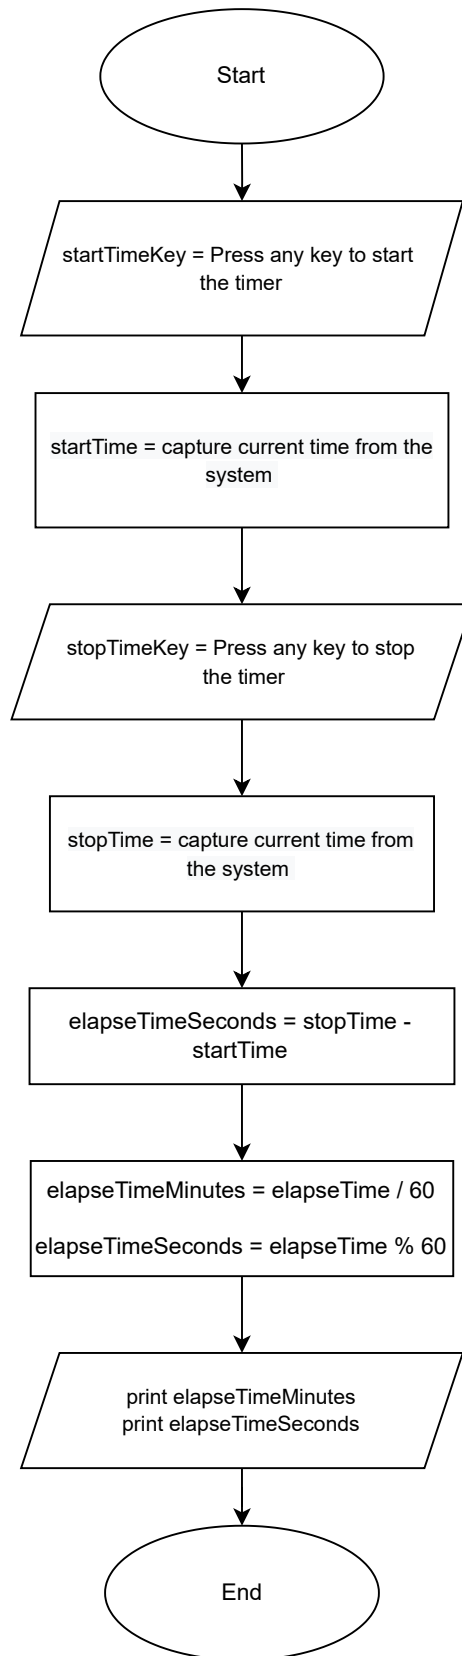 Start
startTimeKey = Press any key to start
the timer
startTime = capture current time from the
system
stopTimeKey = Press any key to stop
the timer
stopTime = capture current time from
the system
elapseTimeSeconds = stopTime -
startTime
elapseTimeMinutes = elapseTime / 60
elapseTimeSeconds = elapseTime % 60
print elapseTimeMinutes
print elapseTimeSeconds
End